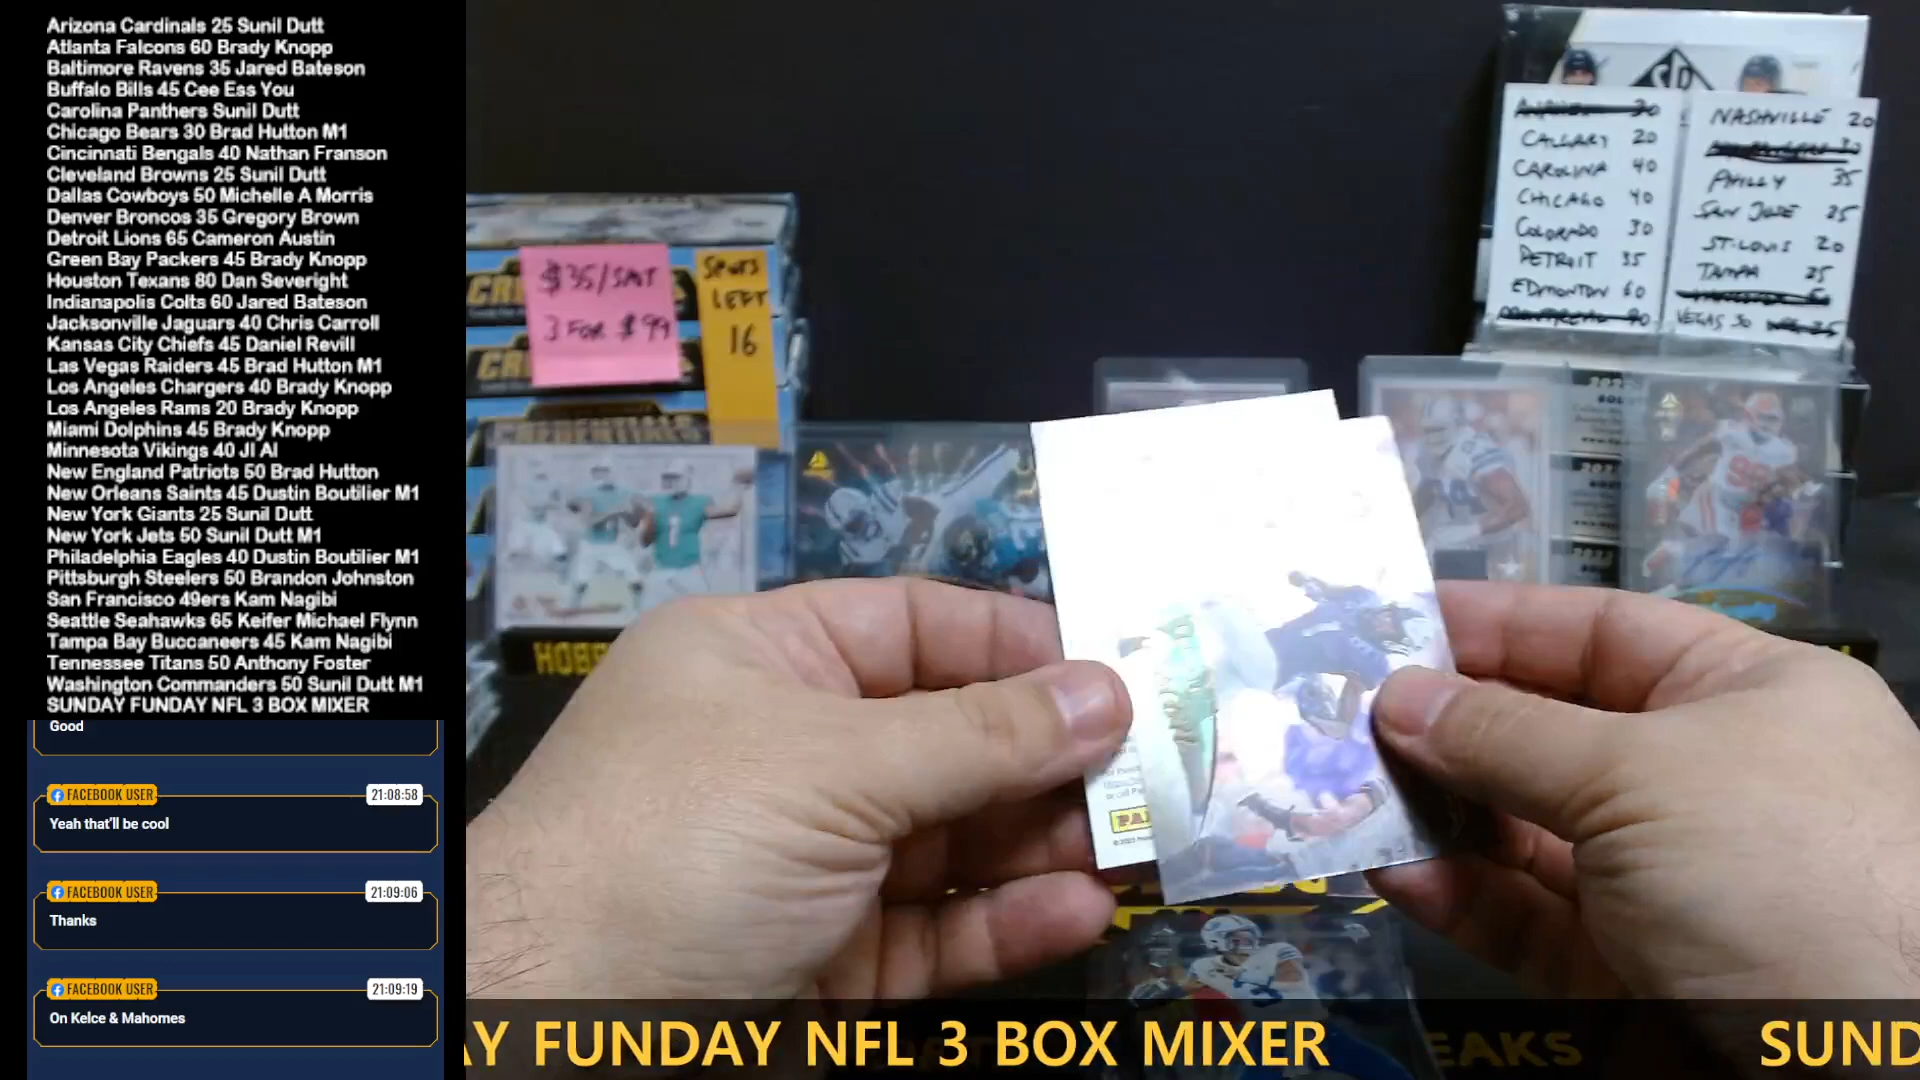 Arizona Cardinals 25 Sunil Dutt
Atlanta Falcons 60 Brady Knopp
Baltimore Ravens 35 Jared Bateson
Buffalo Bills 45 Cee Ess You
Carolina Panthers Sunil Dutt
Chicago Bears 30 Brad Hutton M1
Cincinnati Bengals 40 Nathan Franson
Cleveland Browns 25 Sunil Dutt
Dallas Cowboys 50 Michelle A Morris
Denver Broncos 35 Gregory Brown
Detroit Lions 65 Cameron Austin
Green Bay Packers 45 Brady Knopp
Houston Texans 80 Dan Severight
Indianapolis Colts 60 Jared Bateson
Jacksonville Jaguars 40 Chris Carroll
Kansas City Chiefs 45 Daniel Revill
Las Vegas Raiders 45 Brad Hutton M1
Los Angeles Chargers 40 Brady Knopp
Los Angeles Rams 20 Brady Knopp
Miami Dolphins 45 Brady Knopp
Minnesota Vikings 40 JI AI
New England Patriots 50 Brad Hutton
New Orleans Saints 45 Dustin Boutilier M1
New York Giants 25 Sunil Dutt
New York Jets 50 Sunil Dutt M1
Philadelphia Eagles 40 Dustin Boutilier M1
Pittsburgh Steelers 50 Brandon Johnston
San Francisco 49ers Kam Nagibi
Seattle Seahawks 65 Keifer Michael Flynn
Tampa Bay Buccaneers 45 Kam Nagibi
Tennessee Titans 50 Anthony Foster
Washington Commanders 50 Sunil Dutt M1
SUNDAY FUNDAY NFL 3 BOX MIXER
Good
FACEBOOK USER 21:08:58
Yeah that'll be cool
FACEBOOK USER 21:09:06
Thanks
FACEBOOK USER 21:09:19
On Kelce & Mahomes
$35/SPOT
3 FOR $99
SPOTS
LEFT
16
CREDENTIALS
HOBB
CALGARY 20
CAROLINA 40
CHICAGO 40
COLORADO 30
DETROIT 35
EDMONTON 60
NASHVILLE 20
PHILLY 35
SAN JOSE 25
ST. LOUIS 20
TAMPA 25
VEGAS 30
PA
AY FUNDAY NFL 3 BOX MIXER
SUND
EAKS